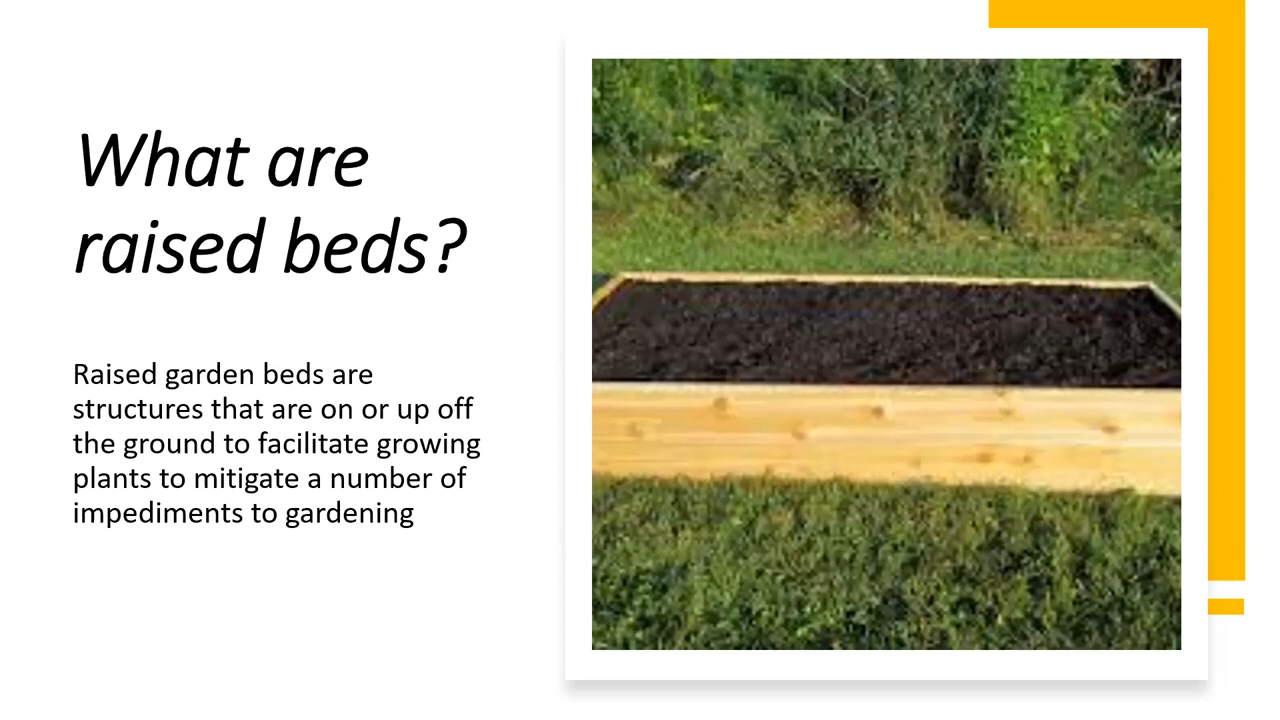 What are
raised beds?
Raised garden beds are
structures that are on or up off
the ground to facilitate growing
plants to mitigate a number of
impediments to gardening